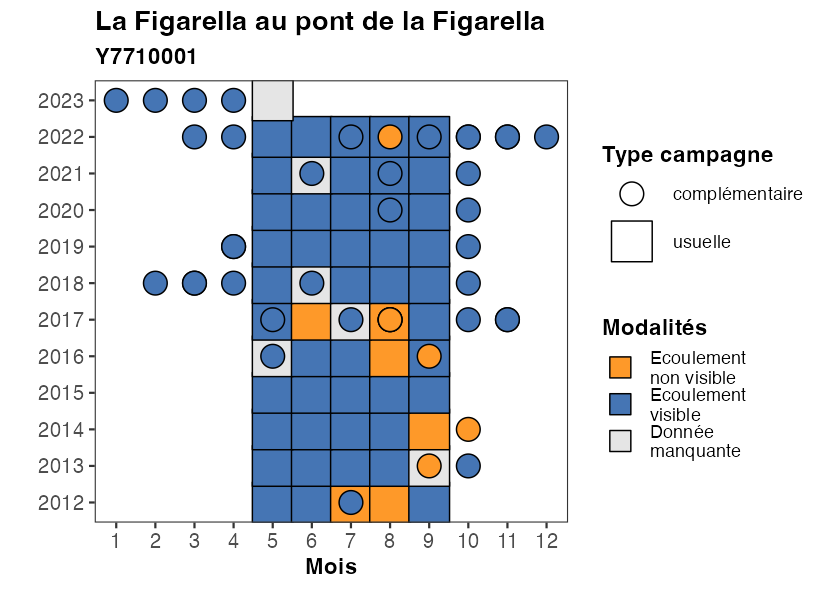 La Figarella au pont de la Figarella
Y7710001
2023
2022
2021
2020
2019
2018
2017
2016
2015
2014
2013
2012
1 2 3 4 5 6 7 8 9 10 11 12
Mois
Type campagne
complémentaire
usuelle
Modalités
Ecoulement
non visible
Ecoulement
visible
Donnée
manquante